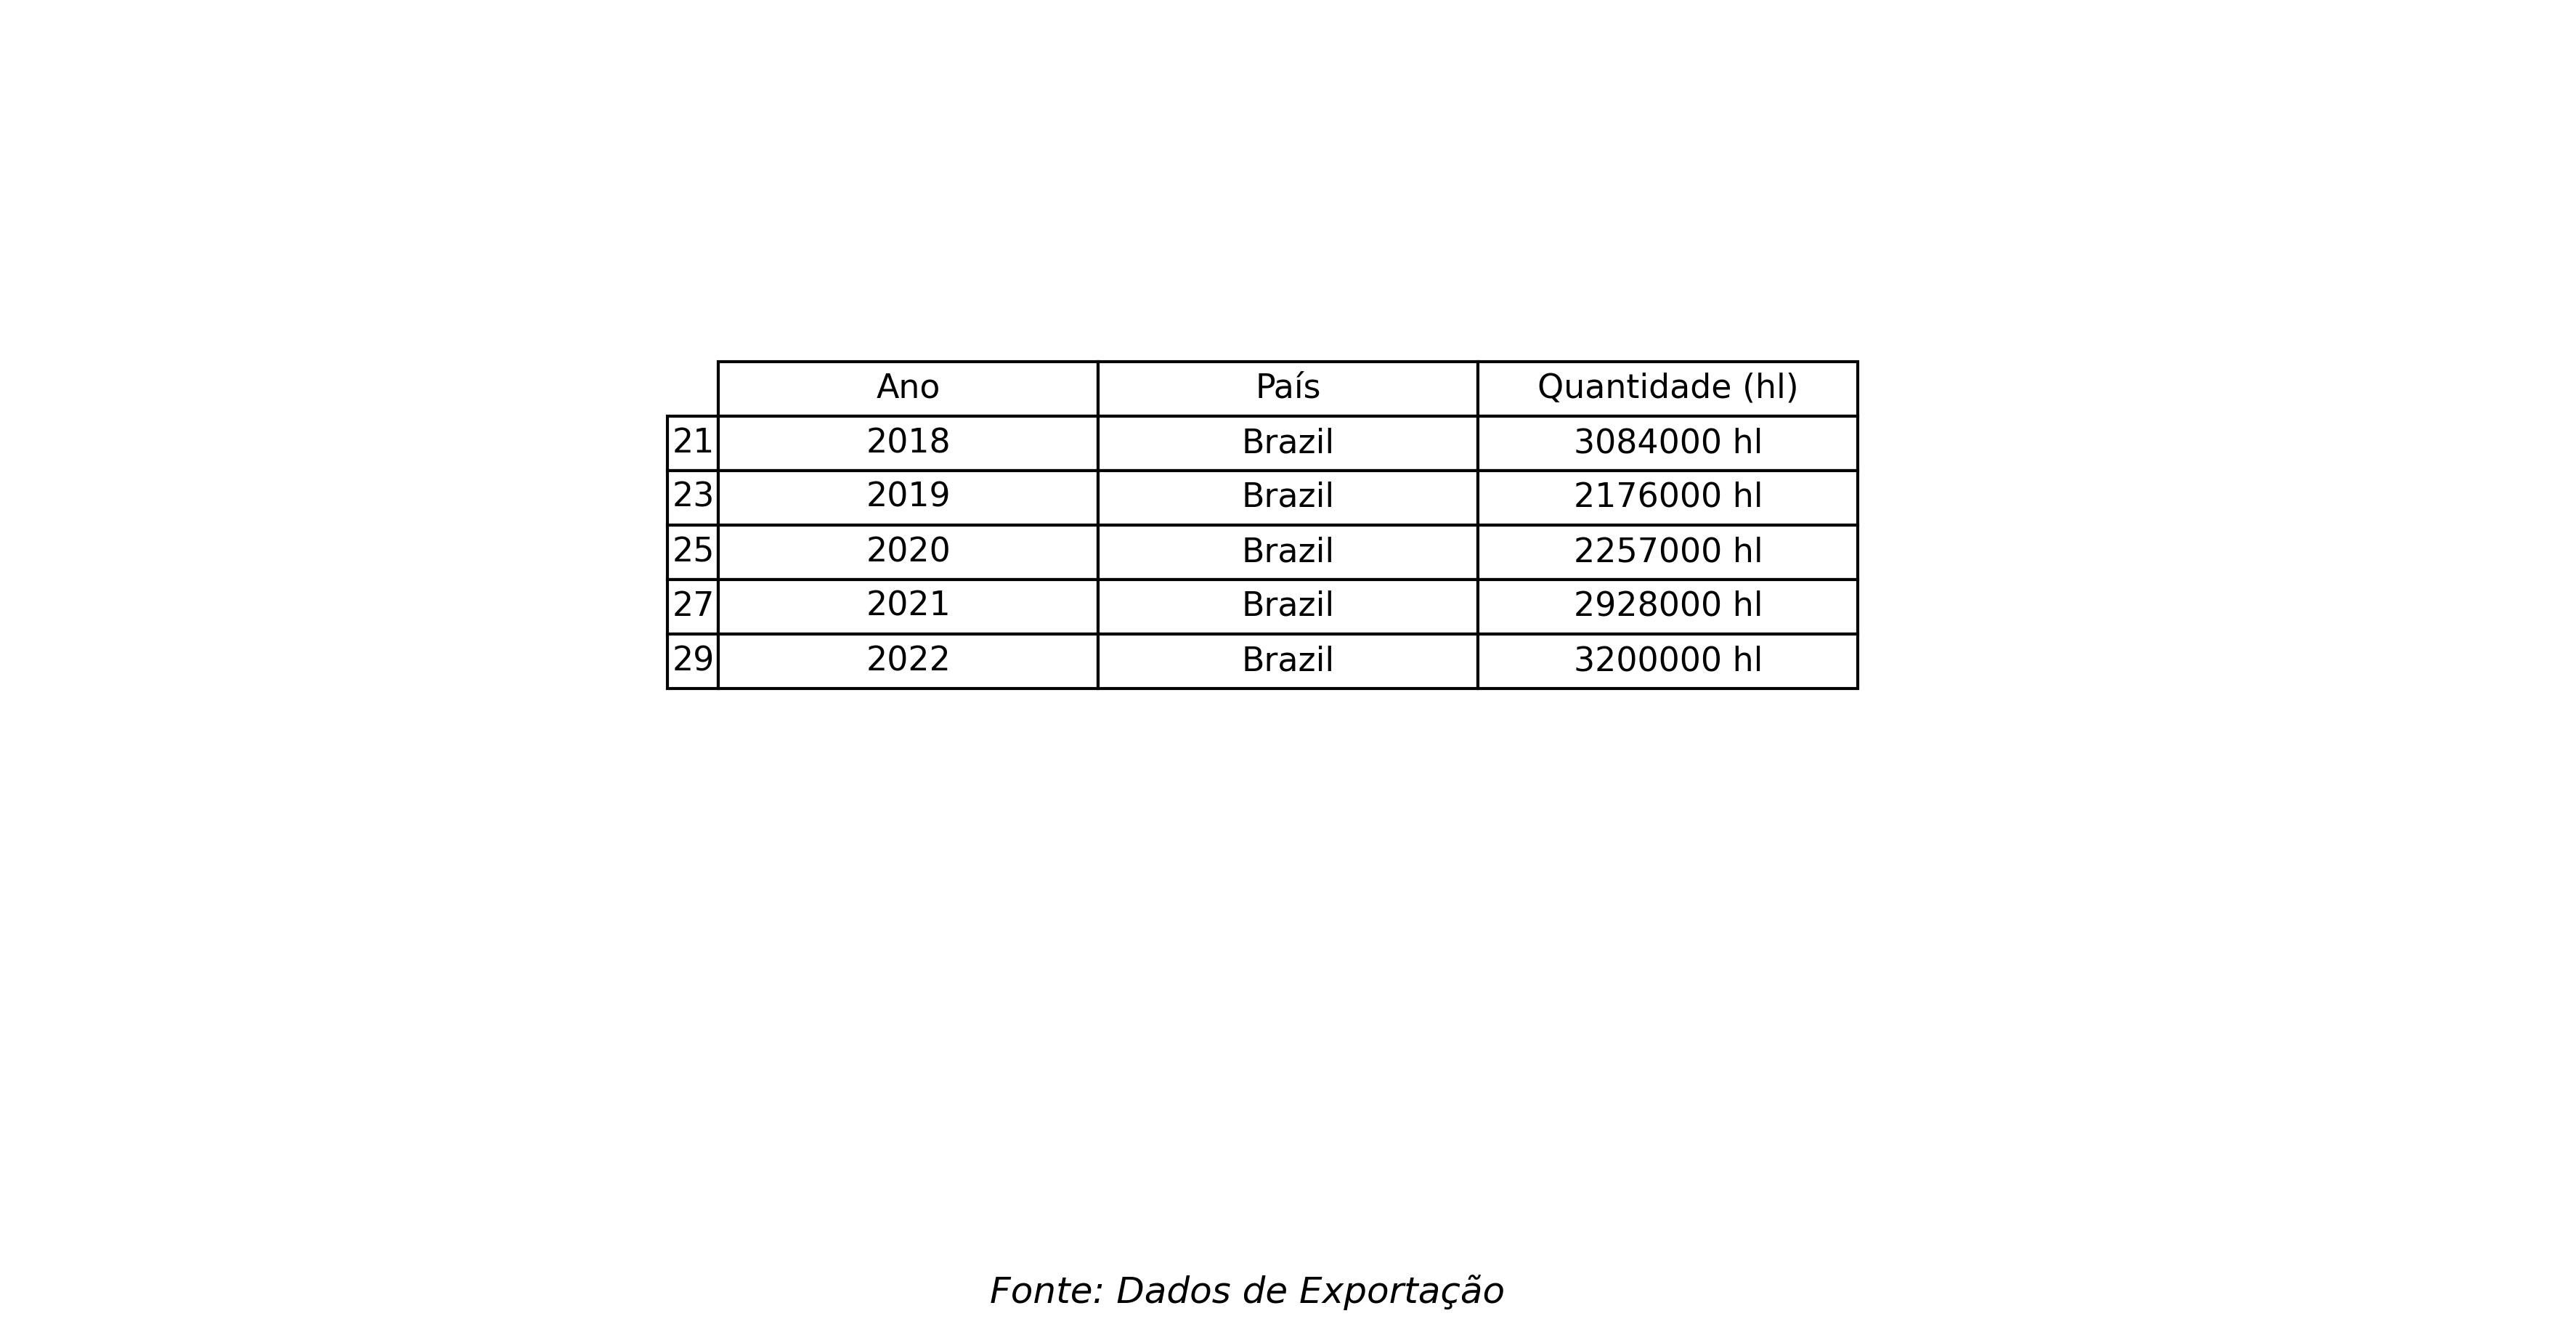 Ano País Quantidade (hl)
21 2018 Brazil 3084000 hl
23 2019 Brazil 2176000 hl
25 2020 Brazil 2257000 hl
27 2021 Brazil 2928000 hl
29 2022 Brazil 3200000 hl
Fonte: Dados de Exportação